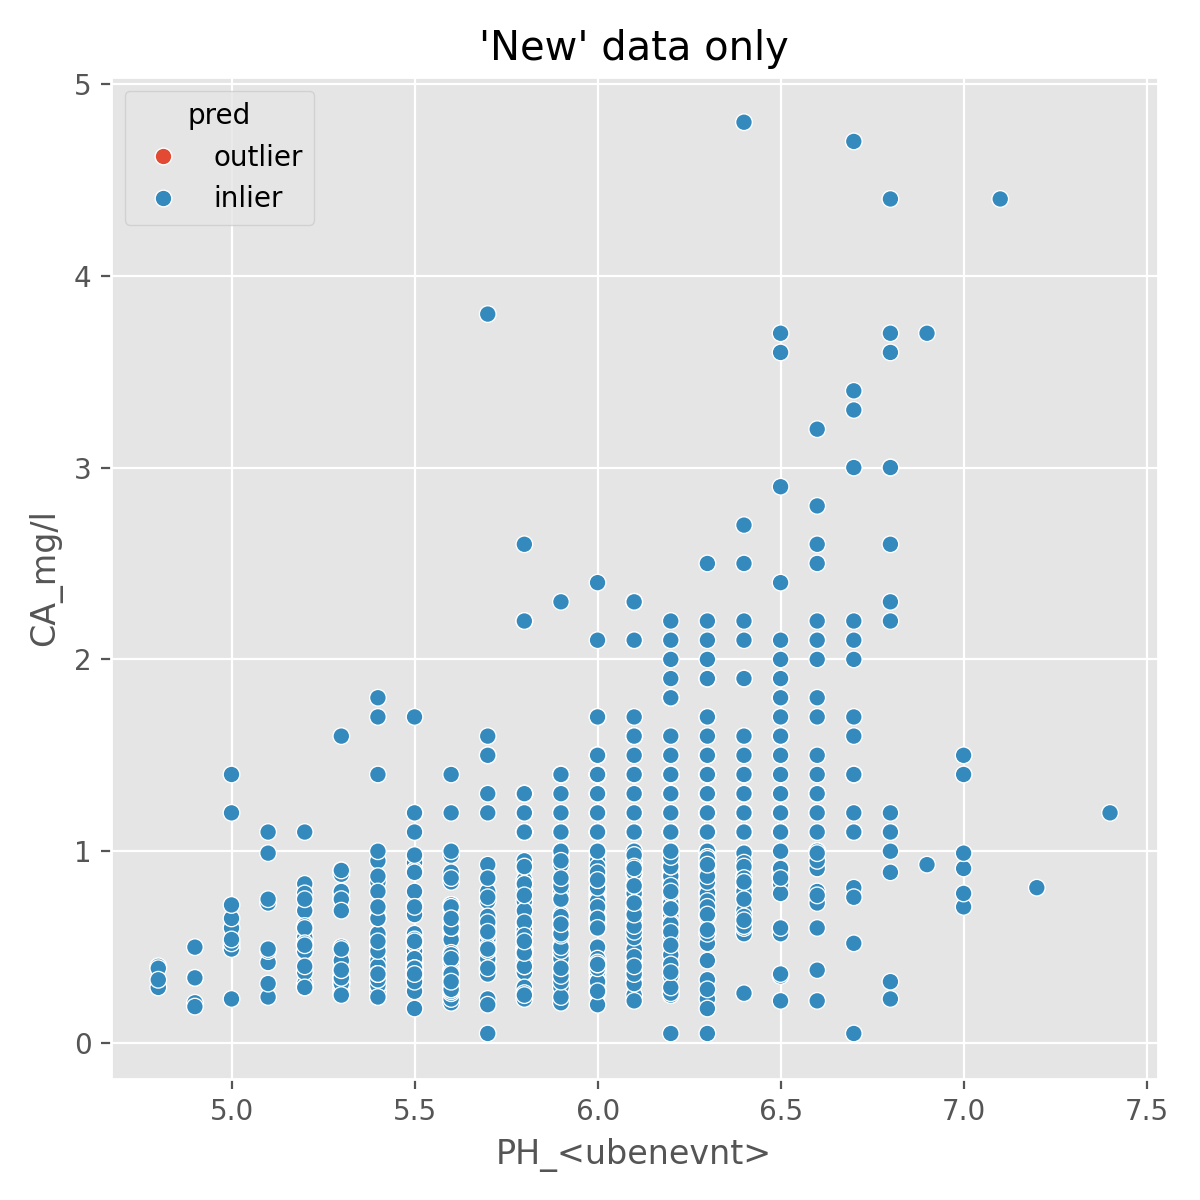 'New' data only
pred
outlier
inlier
5
4
3
2
1
0
CA_mg/l
5.0 5.5 6.0 6.5 7.0 7.5
PH_<ubenevnt>